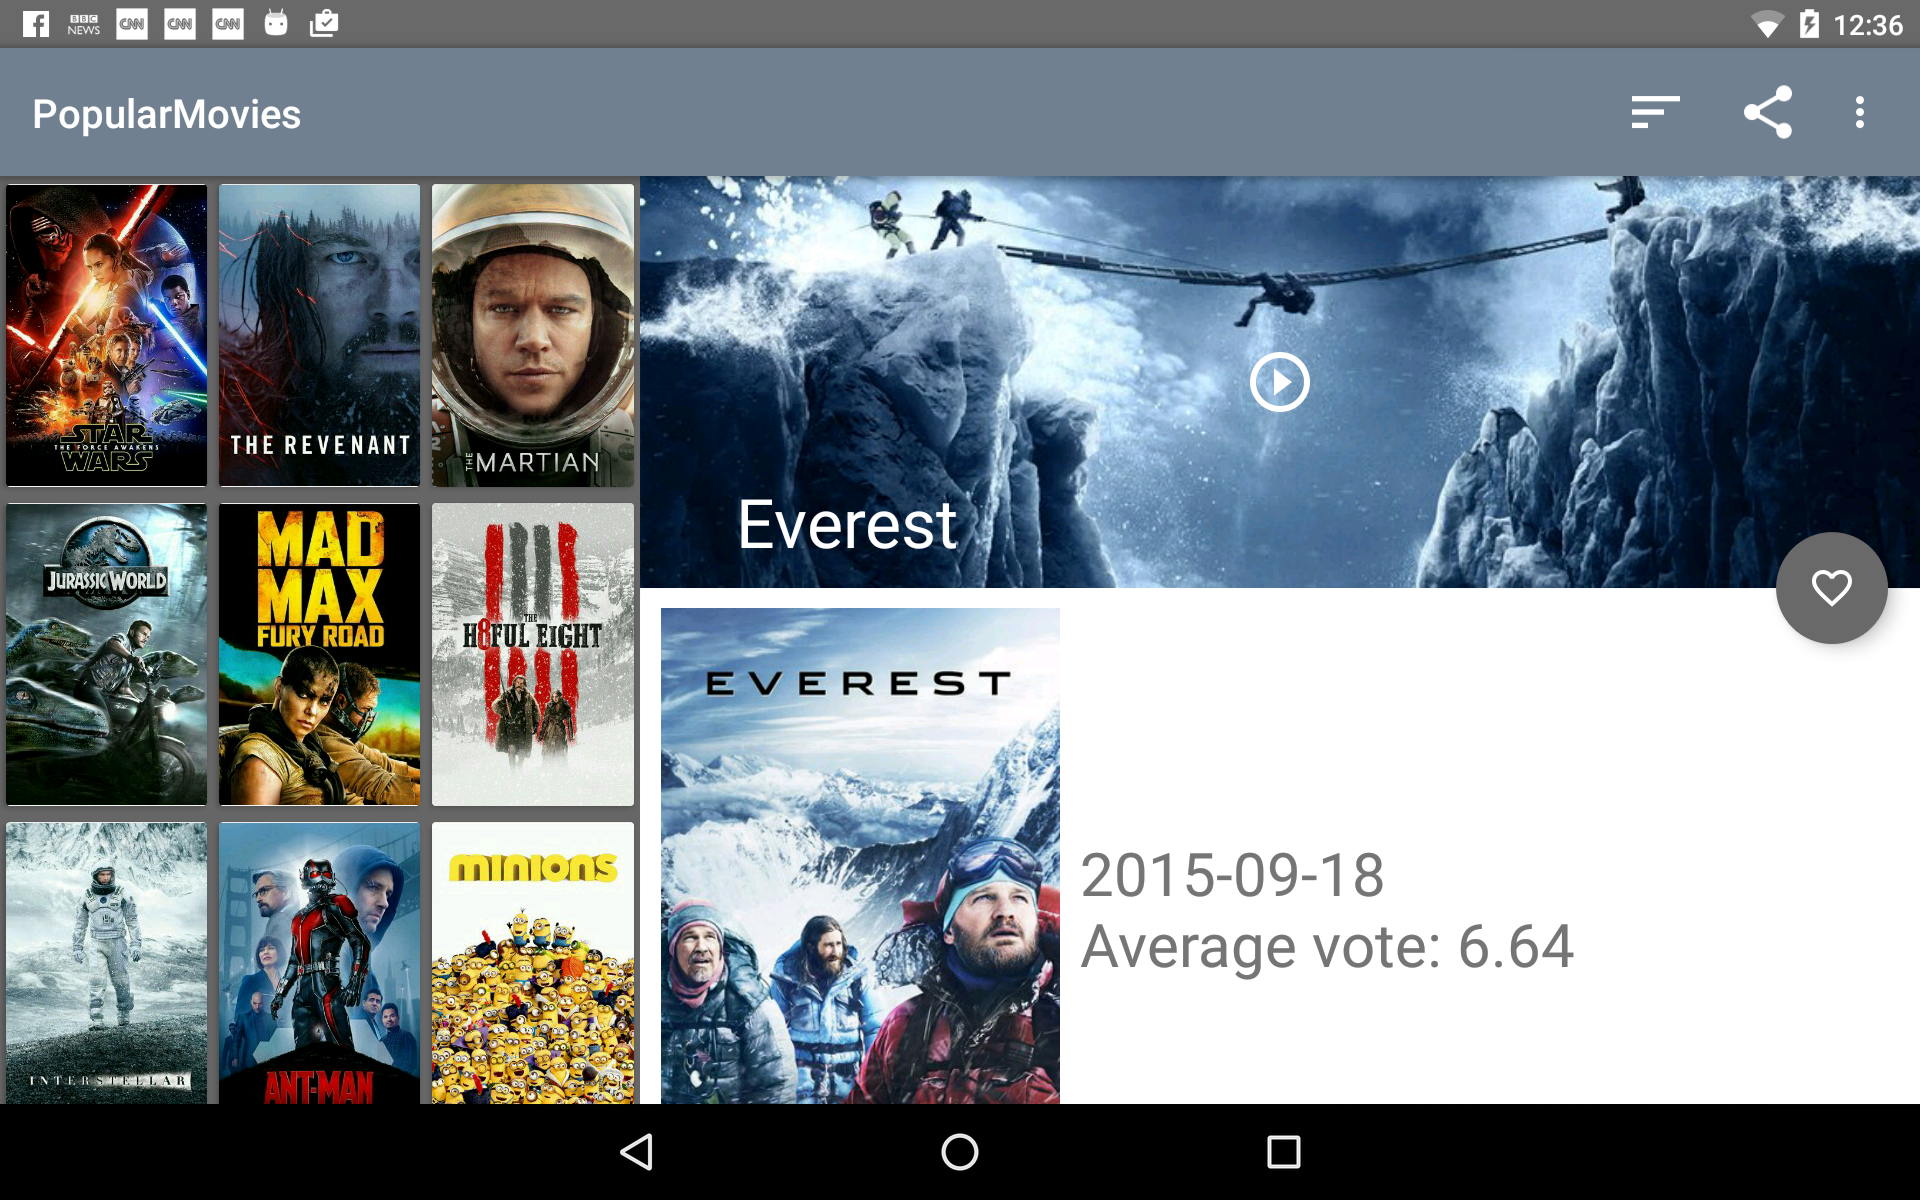 BBC
NEWS
CNN
CNN
CNN
12:36
PopularMovies
STAR
THE FORCE AWAKENS
WARS
THE REVENANT
THE
MARTIAN
Everest
JURASSIC WORLD
MAD
MAX
FURY ROAD
THE
H8FUL EIGHT
EVEREST
2015-09-18
Average vote: 6.64
INTERSTELLAR
ANT-MAN
MINIONS